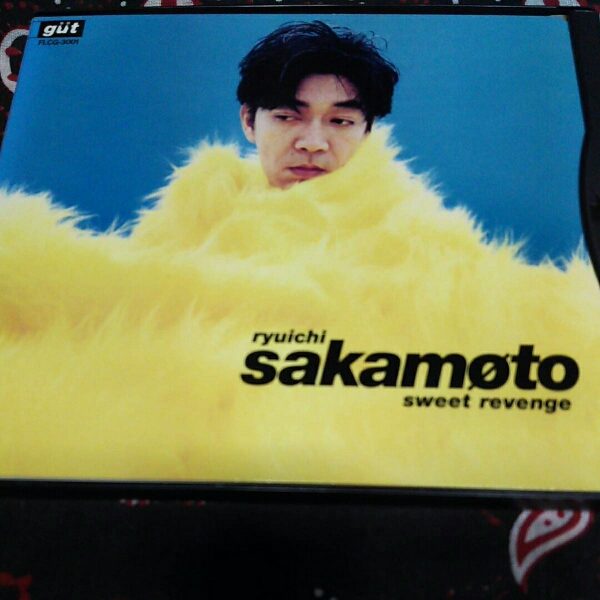 güt
FLCG-3001
ryuichi
sakamøto
sweet revenge